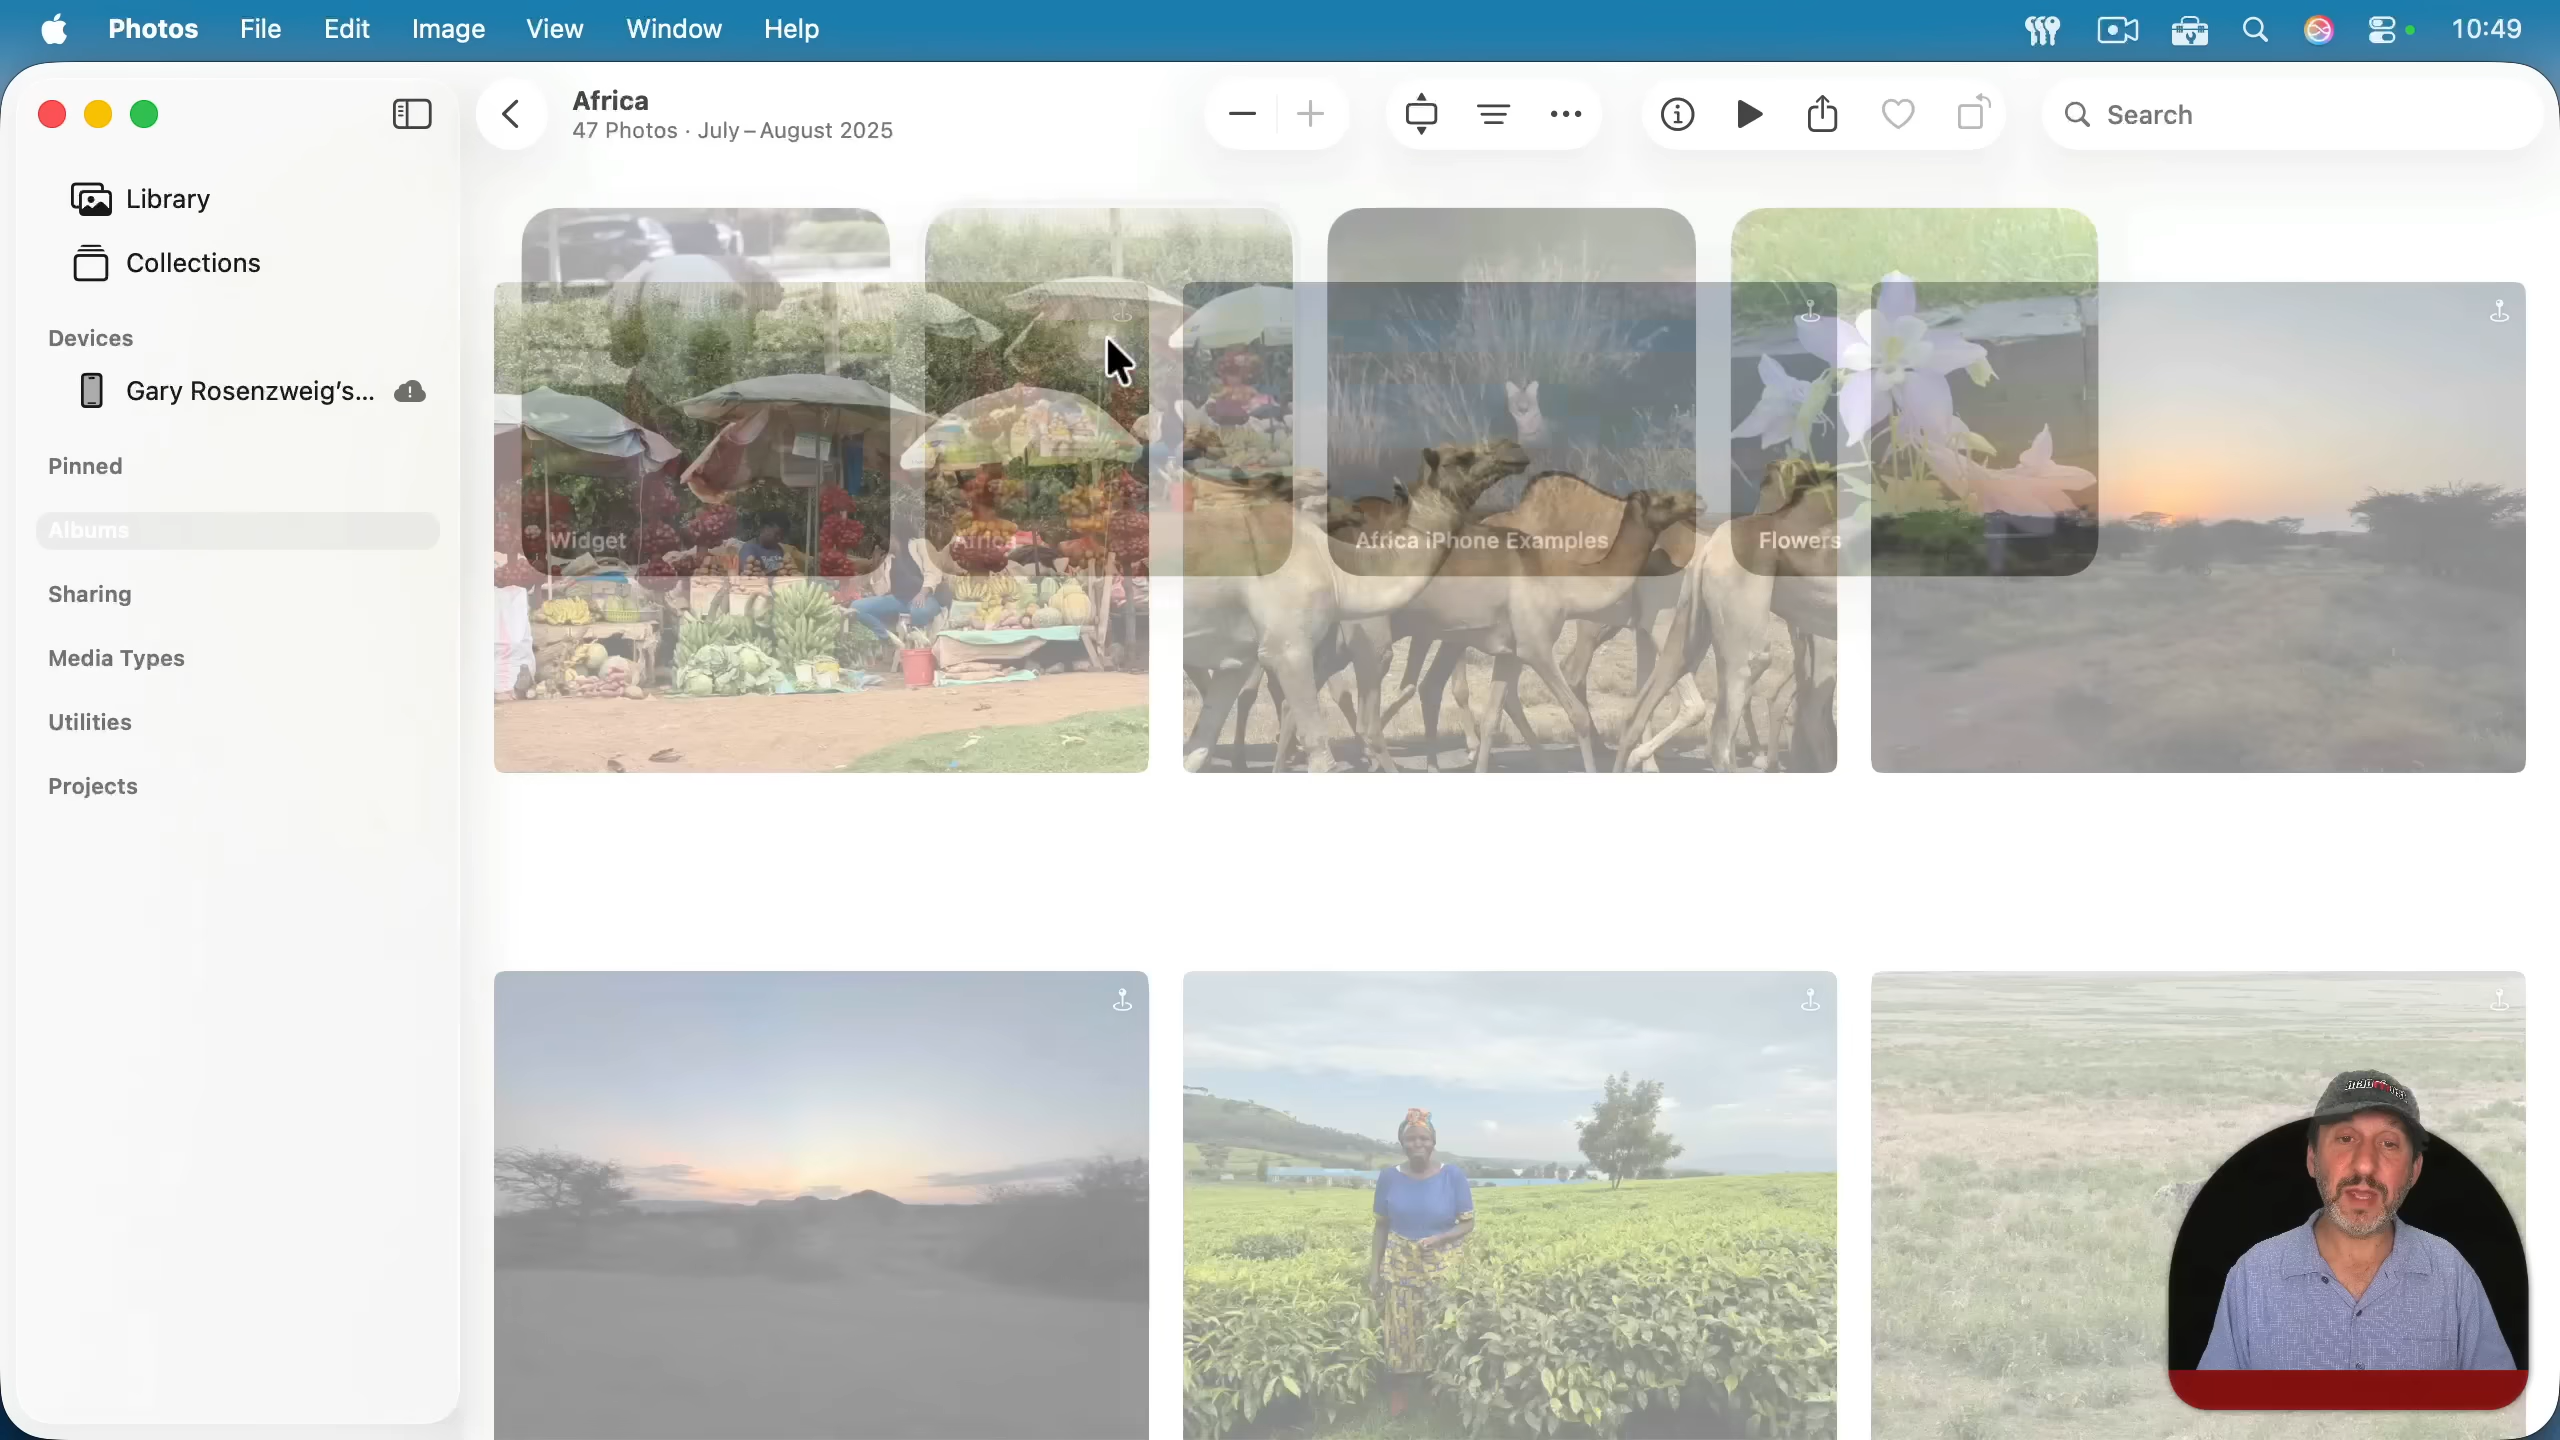 Photos File Edit Image View Window Help 10:49
Africa
47 Photos · July – August 2025
Search
Library
Collections
Devices
Gary Rosenzweig's...
Pinned
Albums
Sharing
Media Types
Utilities
Projects
Widget
Africa
Africa iPhone Examples
Flowers